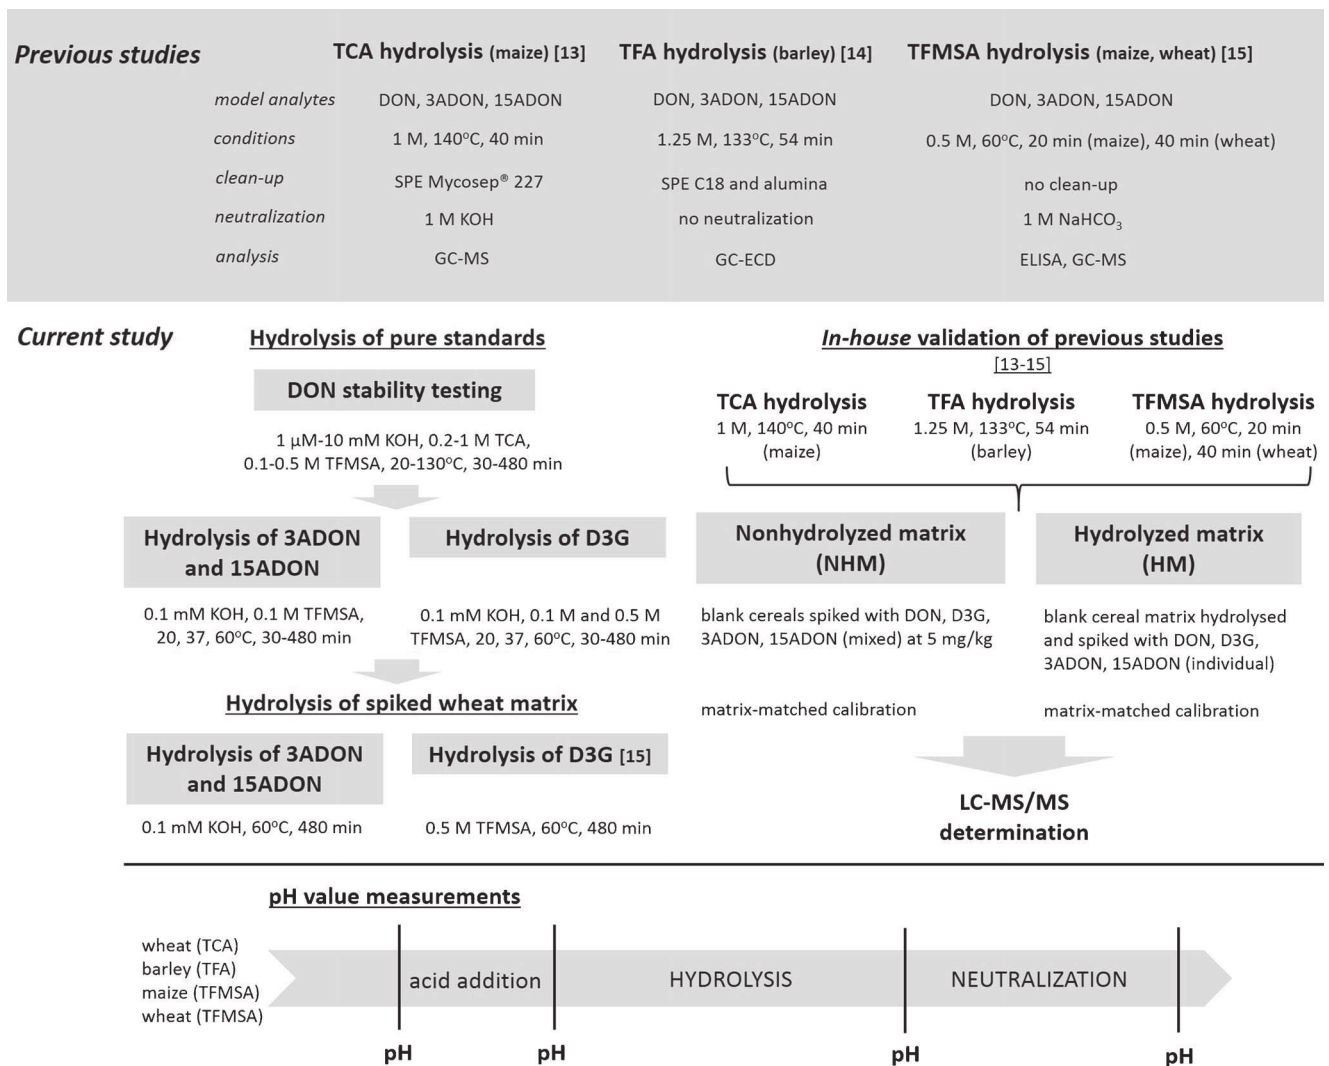 Previous studies
TCA hydrolysis (maize) [13]
TFA hydrolysis (barley) [14]
TFMSA hydrolysis (maize, wheat) [15]
model analytes
DON, 3ADON, 15ADON
DON, 3ADON, 15ADON
DON, 3ADON, 15ADON
conditions
1 M, 140°C, 40 min
1.25 M, 133°C, 54 min
0.5 M, 60°C, 20 min (maize), 40 min (wheat)
clean-up
SPE Mycosep® 227
SPE C18 and alumina
no clean-up
neutralization
1 M KOH
no neutralization
1 M NaHCO₃
analysis
GC-MS
GC-ECD
ELISA, GC-MS
Current study
Hydrolysis of pure standards
DON stability testing
1 µM-10 mM KOH, 0.2-1 M TCA,
0.1-0.5 M TFMSA, 20-130°C, 30-480 min
Hydrolysis of 3ADON
and 15ADON
0.1 mM KOH, 0.1 M TFMSA,
20, 37, 60°C, 30-480 min
Hydrolysis of D3G
0.1 mM KOH, 0.1 M and 0.5 M
TFMSA, 20, 37, 60°C, 30-480 min
Hydrolysis of spiked wheat matrix
Hydrolysis of 3ADON
and 15ADON
0.1 mM KOH, 60°C, 480 min
Hydrolysis of D3G [15]
0.5 M TFMSA, 60°C, 480 min
In-house validation of previous studies
[13-15]
TCA hydrolysis
1 M, 140°C, 40 min
(maize)
TFA hydrolysis
1.25 M, 133°C, 54 min
(barley)
TFMSA hydrolysis
0.5 M, 60°C, 20 min
(maize), 40 min (wheat)
Nonhydrolyzed matrix
(NHM)
blank cereals spiked with DON, D3G,
3ADON, 15ADON (mixed) at 5 mg/kg
matrix-matched calibration
Hydrolyzed matrix
(HM)
blank cereal matrix hydrolysed
and spiked with DON, D3G,
3ADON, 15ADON (individual)
matrix-matched calibration
LC-MS/MS
determination
pH value measurements
wheat (TCA)
barley (TFA)
maize (TFMSA)
wheat (TFMSA)
acid addition
HYDROLYSIS
NEUTRALIZATION
pH
pH
pH
pH